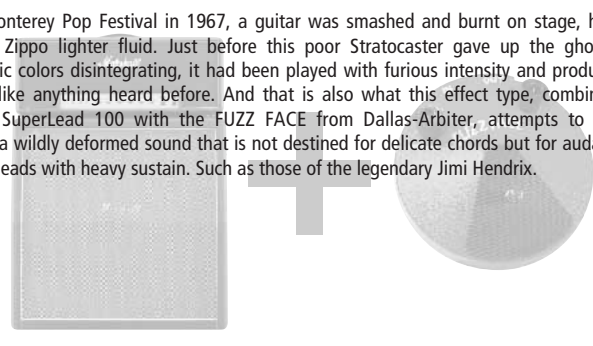 onterey Pop Festival in 1967, a guitar was smashed and burnt on stage, h
Zippo lighter fluid. Just before this poor Stratocaster gave up the gho
ic colors disintegrating, it had been played with furious intensity and produ
like anything heard before. And that is also what this effect type, combin
SuperLead 100 with the FUZZ FACE from Dallas-Arbiter, attempts to
a wildly deformed sound that is not destined for delicate chords but for auda
eads with heavy sustain. Such as those of the legendary Jimi Hendrix.
Marshall
FUZZ FACE